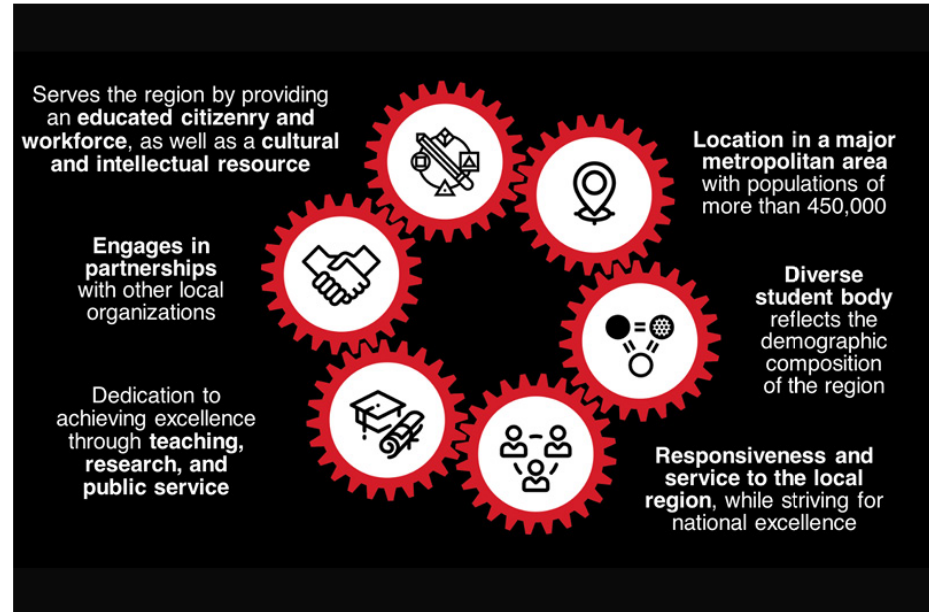 Serves the region by providing
an educated citizenry and
workforce, as well as a cultural
and intellectual resource
Location in a major
metropolitan area
with populations of
more than 450,000
Engages in
partnerships
with other local
organizations
Diverse
student body
reflects the
demographic
composition
of the region
Dedication to
achieving excellence
through teaching,
research, and
public service
Responsiveness and
service to the local
region, while striving for
national excellence